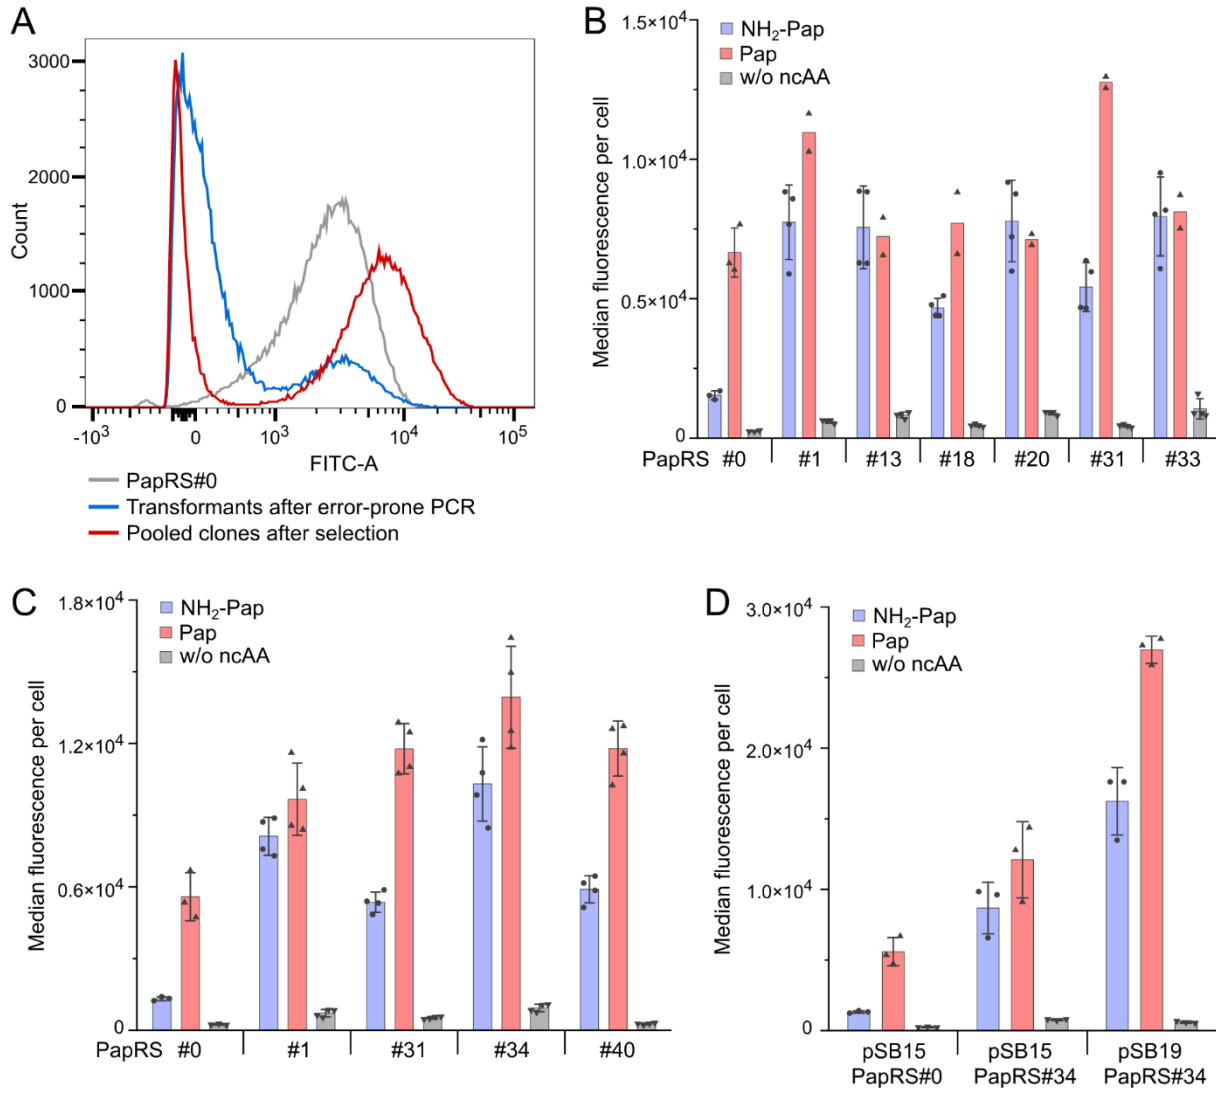 A
3000
2000
1000
0
Count
-10³
0
10³
10⁴
10⁵
FITC-A
PapRS#0
Transformants after error-prone PCR
Pooled clones after selection
B
1.5×10⁴
1.0×10⁴
0.5×10⁴
0
Median fluorescence per cell
NH₂-Pap
Pap
w/o ncAA
PapRS #0 #1 #13 #18 #20 #31 #33
C
1.8×10⁴
1.2×10⁴
0.6×10⁴
0
Median fluorescence per cell
NH₂-Pap
Pap
w/o ncAA
PapRS #0 #1 #31 #34 #40
D
3.0×10⁴
2.0×10⁴
1.0×10⁴
0
Median fluorescence per cell
NH₂-Pap
Pap
w/o ncAA
pSB15 pSB15 pSB19
PapRS#0 PapRS#34 PapRS#34